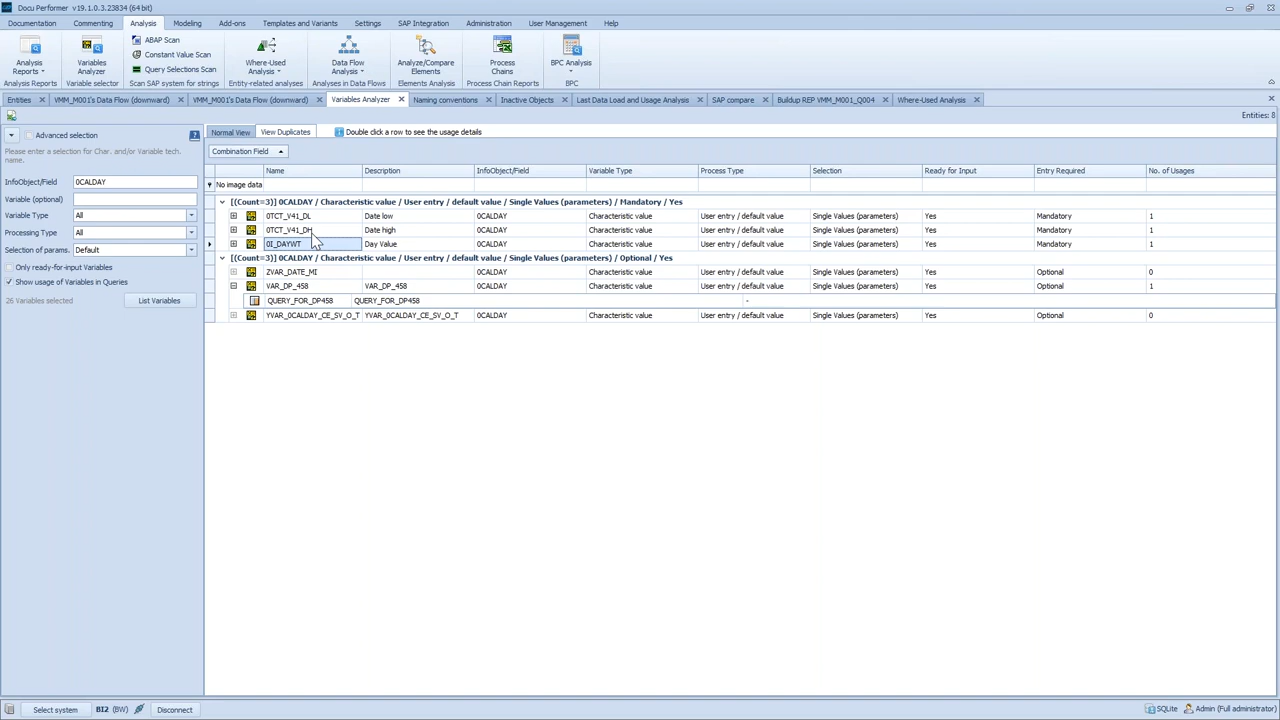 Docu Performer v19.1.0.3.23834 (64 bit)
Documentation Commenting Analysis Modeling Add-ons Templates and Variants Settings SAP Integration Administration User Management Help
Analysis Reports Variables Analyzer ABAP Scan Constant Value Scan Query Selections Scan Where-Used Analysis Data Flow Analysis Analyze/Compare Elements Process Chains BPC Analysis
Analysis Reports Variable selector Scan SAP system for strings Entity-related analyses Analyses in Data Flows Elements Analysis Process Chain Reports BPC
Entities VMM_M001's Data Flow (downward) VMM_M001's Data Flow (downward) Variables Analyzer Naming conventions Inactive Objects Last Data Load and Usage Analysis SAP compare Buildup REP VMM_M001_Q004 Where-Used Analysis
Entities: 8
Advanced selection
Please enter a selection for Char. and/or Variable tech. name.
InfoObject/Field 0CALDAY
Variable (optional)
Variable Type All
Processing Type All
Selection of params. Default
Only ready-for-input Variables
Show usage of Variables in Queries
26 Variables selected List Variables
Normal View View Duplicates Double click a row to see the usage details
Combination Field
Name Description InfoObject/Field Variable Type Process Type Selection Ready for Input Entry Required No. of Usages
No image data
[(Count=3)] 0CALDAY / Characteristic value / User entry / default value / Single Values (parameters) / Mandatory / Yes
0TCT_V41_DL Date low 0CALDAY Characteristic value User entry / default value Single Values (parameters) Yes Mandatory 1
0TCT_V41_DH Date high 0CALDAY Characteristic value User entry / default value Single Values (parameters) Yes Mandatory 1
0I_DAYWT Day Value 0CALDAY Characteristic value User entry / default value Single Values (parameters) Yes Mandatory 1
[(Count=3)] 0CALDAY / Characteristic value / User entry / default value / Single Values (parameters) / Optional / Yes
ZVAR_DATE_MI 0CALDAY Characteristic value User entry / default value Single Values (parameters) Yes Optional 0
VAR_DP_458 VAR_DP_458 0CALDAY Characteristic value User entry / default value Single Values (parameters) Yes Optional 1
QUERY_FOR_DP458 QUERY_FOR_DP458 -
YVAR_0CALDAY_CE_SV_O_T YVAR_0CALDAY_CE_SV_O_T 0CALDAY Characteristic value User entry / default value Single Values (parameters) Yes Optional 0
Select system BI2 (BW) Disconnect SQLite Admin (Full administrator)